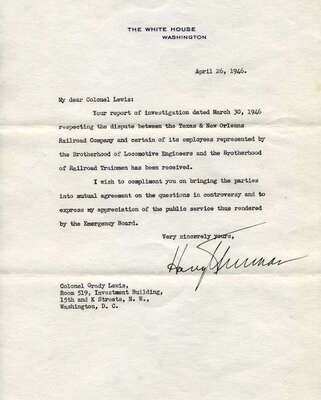 THE WHITE HOUSE
WASHINGTON
April 26, 1946.
My dear Colonel Lewis:
Your report of investigation dated March 30, 1946
respecting the dispute between the Texas & New Orleans
Railroad Company and certain of its employees represented by
the Brotherhood of Locomotive Engineers and the Brotherhood
of Railroad Trainmen has been received.
I wish to compliment you on bringing the parties
into mutual agreement on the questions in controversy and to
express my appreciation of the public service thus rendered
by the Emergency Board.
Very sincerely yours,
Harry Truman
Colonel Grady Lewis,
Room 519, Investment Building,
15th and K Streets, N. W.,
Washington, D. C.